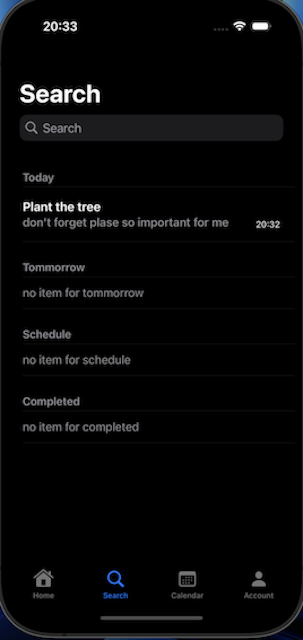 20:33
Search
Search
Today
Plant the tree
don't forget plase so important for me
20:32
Tommorrow
no item for tommorrow
Schedule
no item for schedule
Completed
no item for completed
Home
Search
Calendar
Account